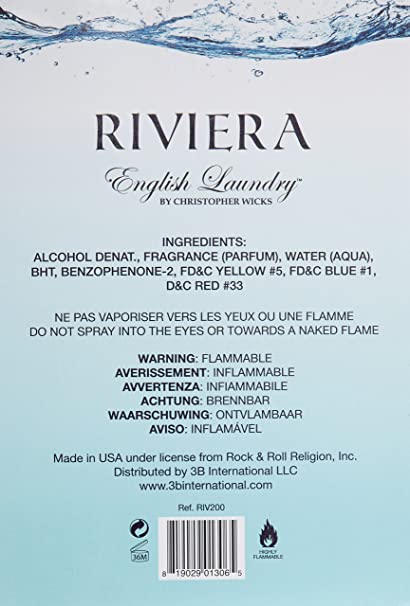 RIVIERA
English Laundry™
BY CHRISTOPHER WICKS
INGREDIENTS:
ALCOHOL DENAT., FRAGRANCE (PARFUM), WATER (AQUA),
BHT, BENZOPHENONE-2, FD&C YELLOW #5, FD&C BLUE #1,
D&C RED #33
NE PAS VAPORISER VERS LES YEUX OU UNE FLAMME
DO NOT SPRAY INTO THE EYES OR TOWARDS A NAKED FLAME
WARNING: FLAMMABLE
AVERISSEMENT: INFLAMMABLE
AVVERTENZA: INFIAMMABILE
ACHTUNG: BRENNBAR
WAARSCHUWING: ONTVLAMBAAR
AVISO: INFLAMÁVEL
Made in USA under license from Rock & Roll Religion, Inc.
Distributed by 3B International LLC
www.3binternational.com
Ref. RIV200
36M
HIGHLY
FLAMMABLE
8 19029 01306 5